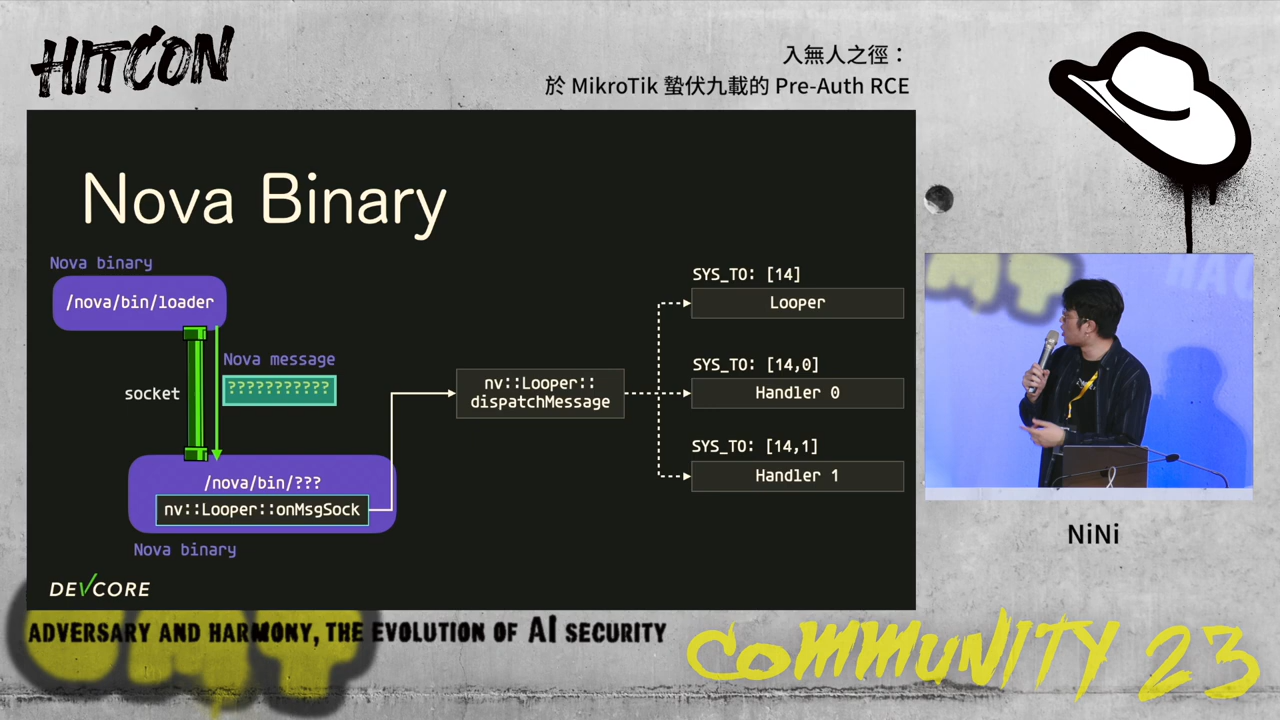 HITCON
入無人之徑：
於 MikroTik 蟄伏九載的 Pre-Auth RCE
Nova Binary
Nova binary
/nova/bin/loader
socket
Nova message
???????????
/nova/bin/???
nv::Looper::onMsgSock
Nova binary
nv::Looper::
dispatchMessage
SYS_TO: [14]
Looper
SYS_TO: [14,0]
Handler 0
SYS_TO: [14,1]
Handler 1
DEVCORE
NiNi
ADVERSARY AND HARMONY, THE EVOLUTION OF AI SECURITY
COMMUNITY 23